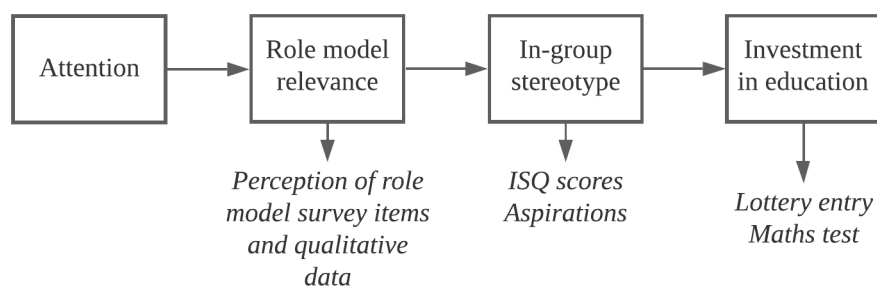 Attention
Role model
relevance
In-group
stereotype
Investment
in education
Perception of role
model survey items
and qualitative
data
ISQ scores
Aspirations
Lottery entry
Maths test